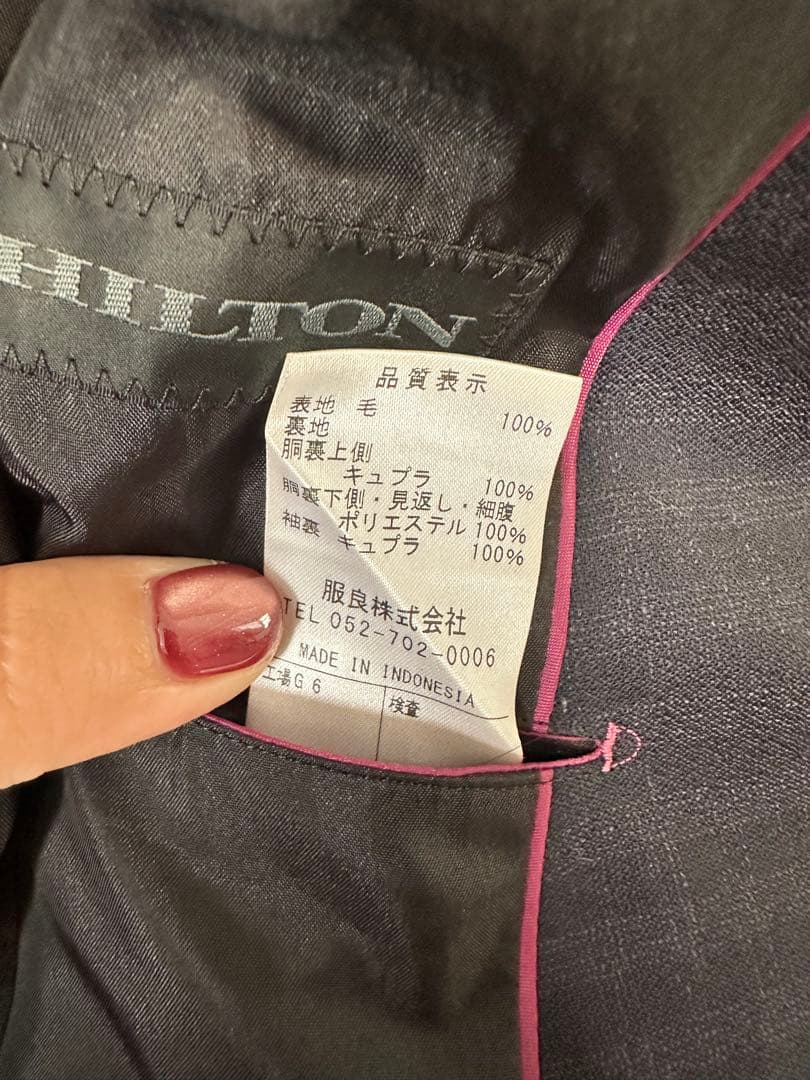 HILTON
品質表示
表地 毛 100%
裏地
胴裏上側
キュプラ 100%
胴裏下側・見返し・細腹
ポリエステル 100%
袖裏 キュプラ 100%
服良株式会社
TEL 052-702-0006
MADE IN INDONESIA
工場G6 検査